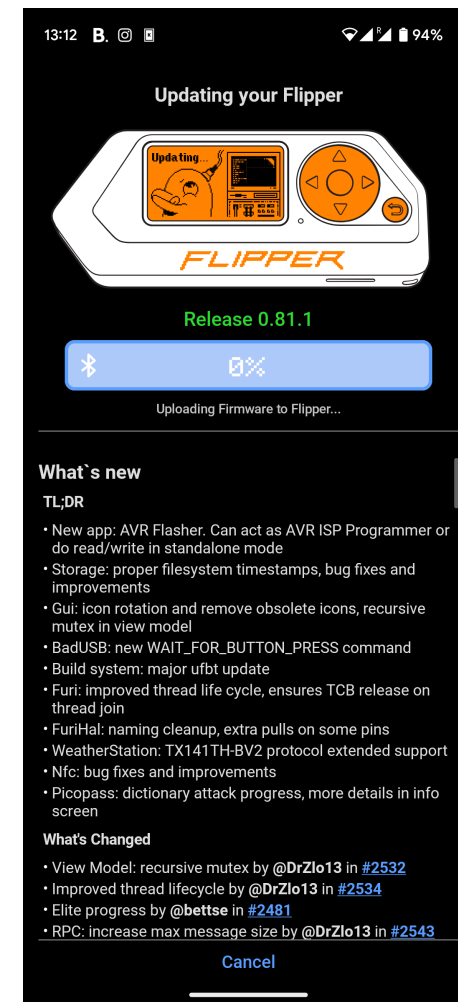 13:12 B. R 94%
Updating your Flipper
Updating...
FLIPPER
Release 0.81.1
0%
Uploading Firmware to Flipper...
What`s new
TL;DR
• New app: AVR Flasher. Can act as AVR ISP Programmer or
do read/write in standalone mode
• Storage: proper filesystem timestamps, bug fixes and
improvements
• Gui: icon rotation and remove obsolete icons, recursive
mutex in view model
• BadUSB: new WAIT_FOR_BUTTON_PRESS command
• Build system: major ufbt update
• Furi: improved thread life cycle, ensures TCB release on
thread join
• FuriHal: naming cleanup, extra pulls on some pins
• WeatherStation: TX141TH-BV2 protocol extended support
• Nfc: bug fixes and improvements
• Picopass: dictionary attack progress, more details in info
screen
What's Changed
• View Model: recursive mutex by @DrZlo13 in #2532
• Improved thread lifecycle by @DrZlo13 in #2534
• Elite progress by @bettse in #2481
• RPC: increase max message size by @DrZlo13 in #2543
Cancel